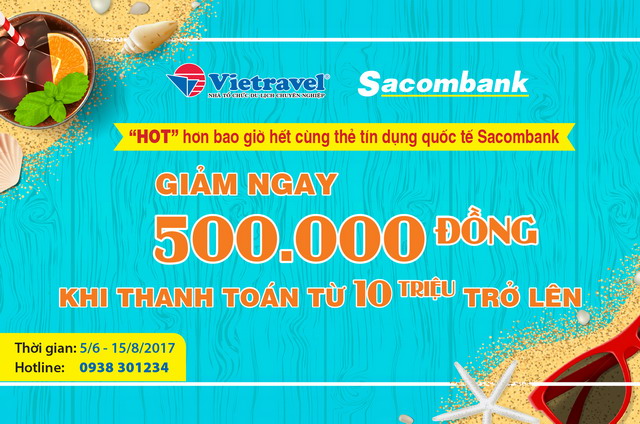 Vietravel®
NHÀ TỔ CHỨC DU LỊCH CHUYÊN NGHIỆP
Sacombank
“HOT” hơn bao giờ hết cùng thẻ tín dụng quốc tế Sacombank
GIẢM NGAY
500.000 ĐỒNG
KHI THANH TOÁN TỪ 10 TRIỆU TRỞ LÊN
Thời gian: 5/6 - 15/8/2017
Hotline: 0938 301234